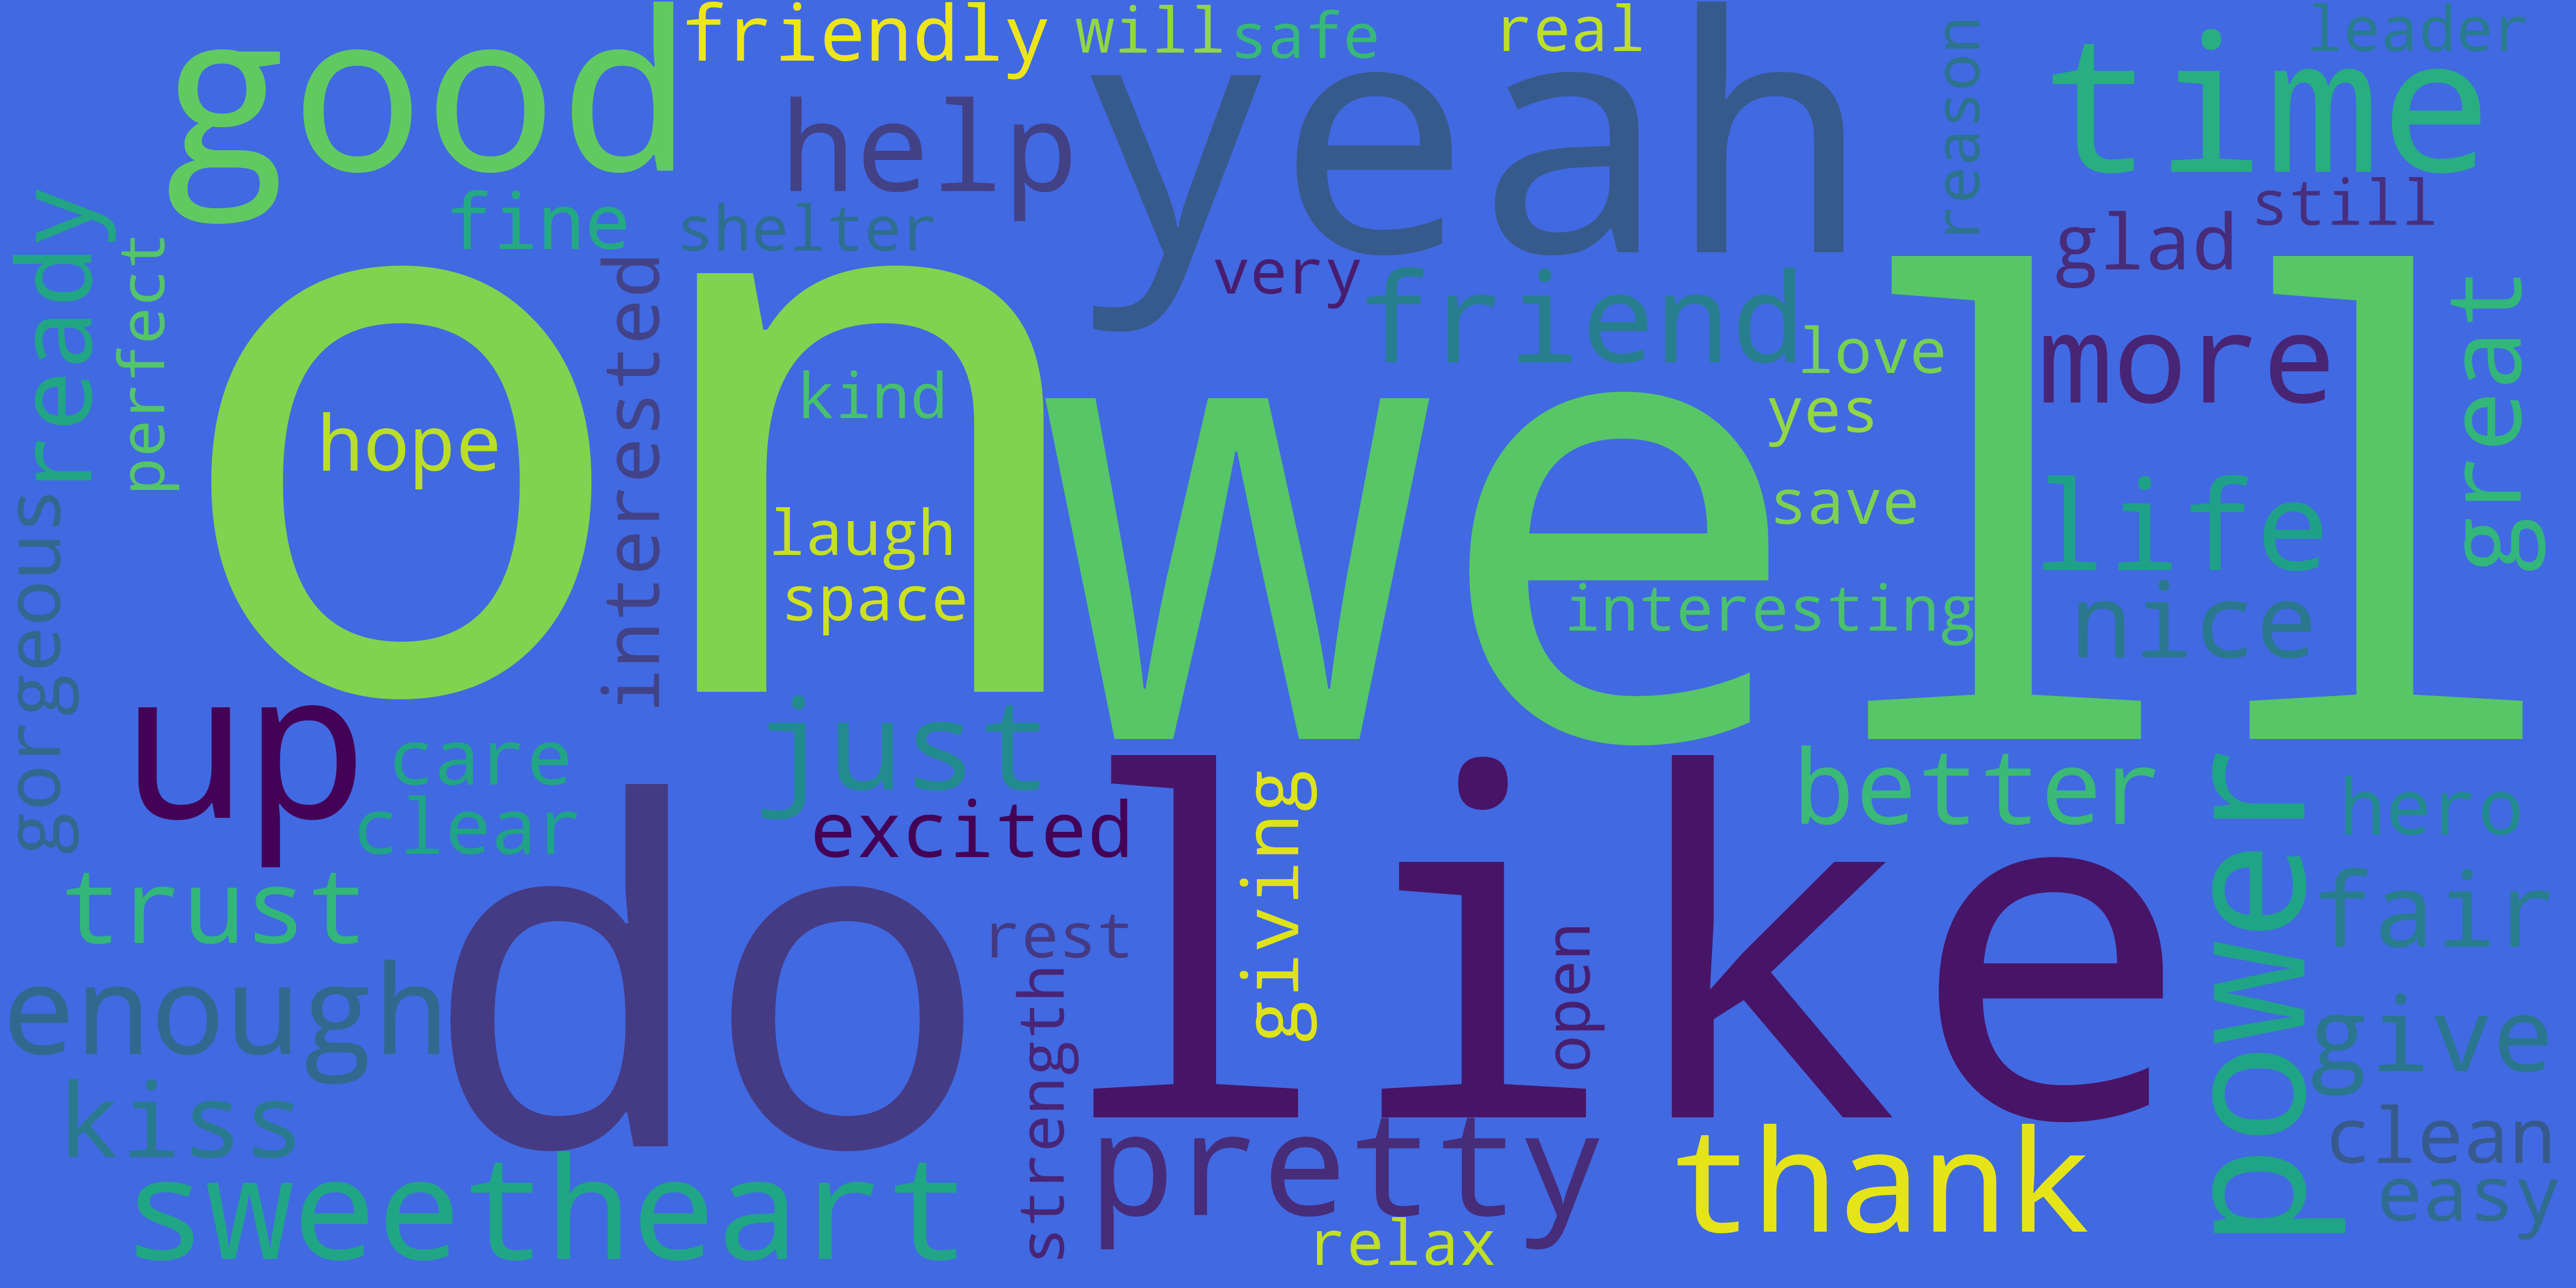 good
friendly
will
safe
real
reason
time
leader
help
yeah
still
fine
shelter
glad
ready
perfect
interested
very
friend
on
well
love
more
great
hope
kind
yes
laugh
save
life
space
interesting
nice
gorgeous
up
care
just
better
hero
clear
excited
giving
do
like
power
trust
fair
enough
rest
strength
open
give
kiss
clean
sweetheart
pretty
thank
easy
relax